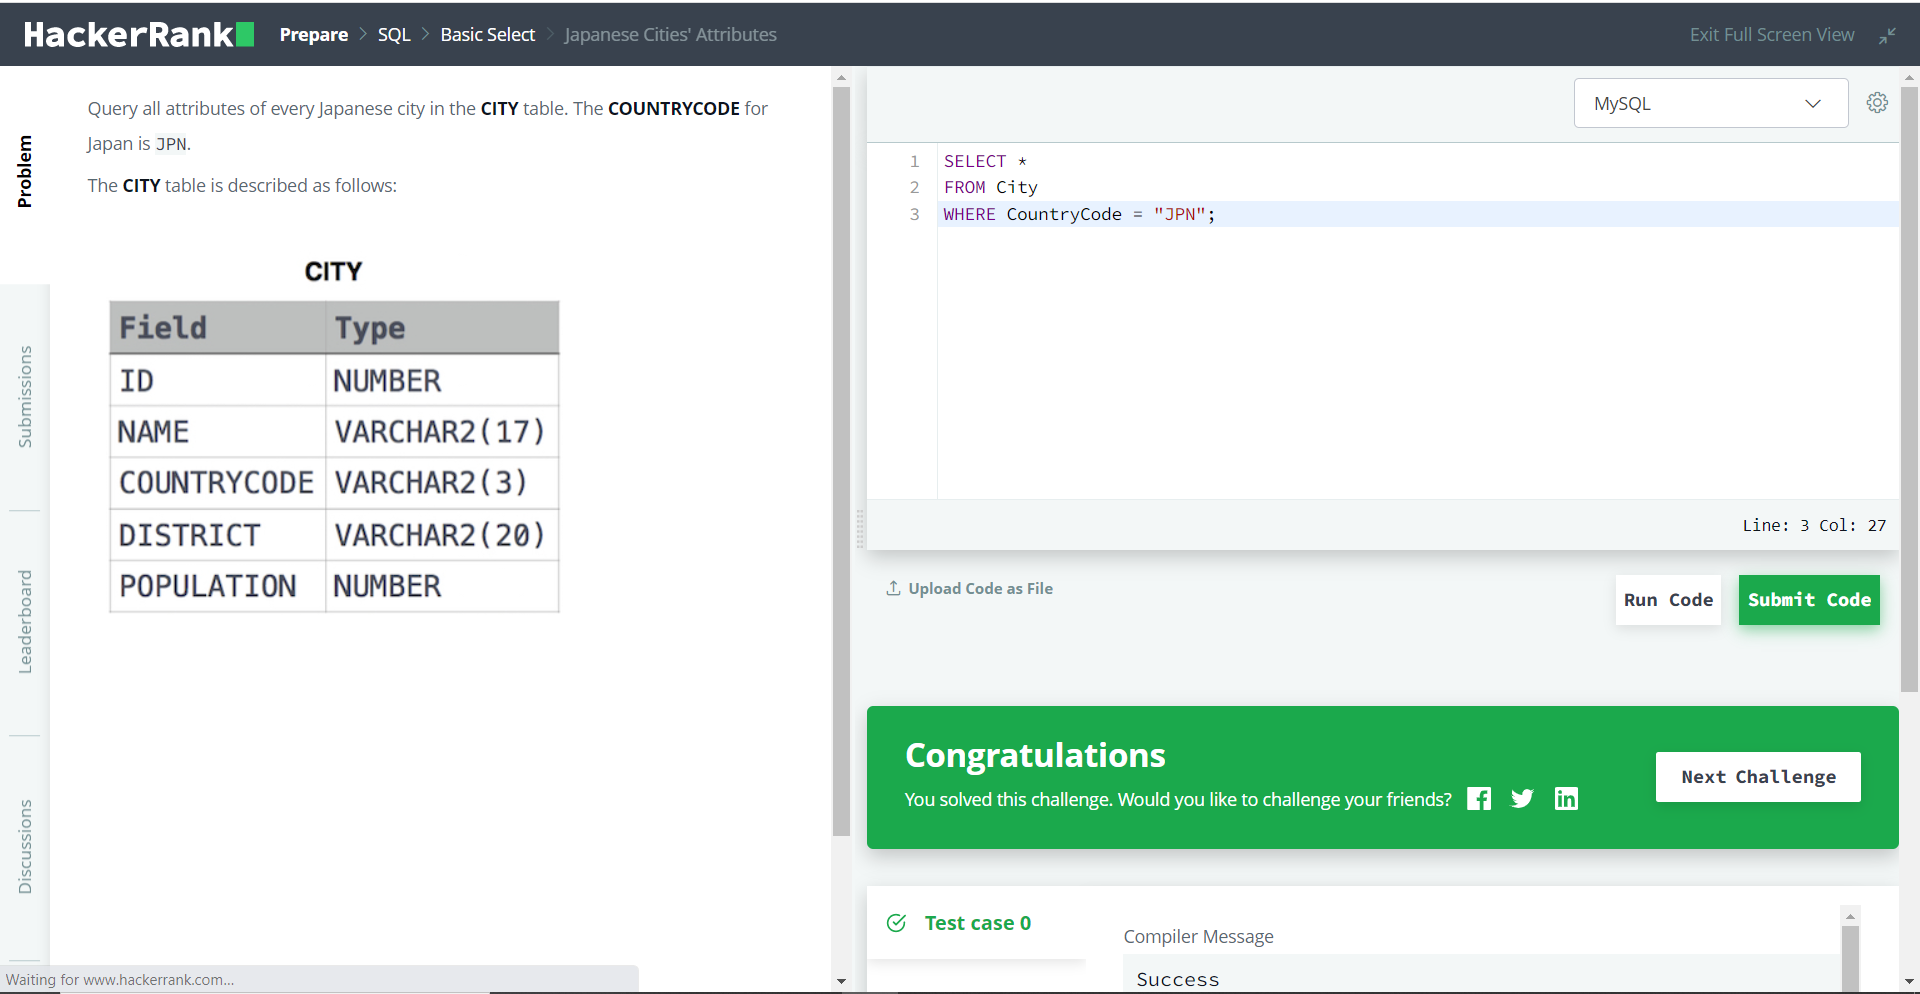 HackerRank
Prepare > SQL > Basic Select > Japanese Cities' Attributes
Exit Full Screen View
Problem
Submissions
Leaderboard
Discussions
Query all attributes of every Japanese city in the CITY table. The COUNTRYCODE for
Japan is JPN.
The CITY table is described as follows:
CITY
Field Type
ID NUMBER
NAME VARCHAR2(17)
COUNTRYCODE VARCHAR2(3)
DISTRICT VARCHAR2(20)
POPULATION NUMBER
MySQL
1 SELECT *
2 FROM City
3 WHERE CountryCode = "JPN";
Line: 3 Col: 27
Upload Code as File
Run Code
Submit Code
Congratulations
You solved this challenge. Would you like to challenge your friends?
Next Challenge
Test case 0
Compiler Message
Success
Waiting for www.hackerrank.com...